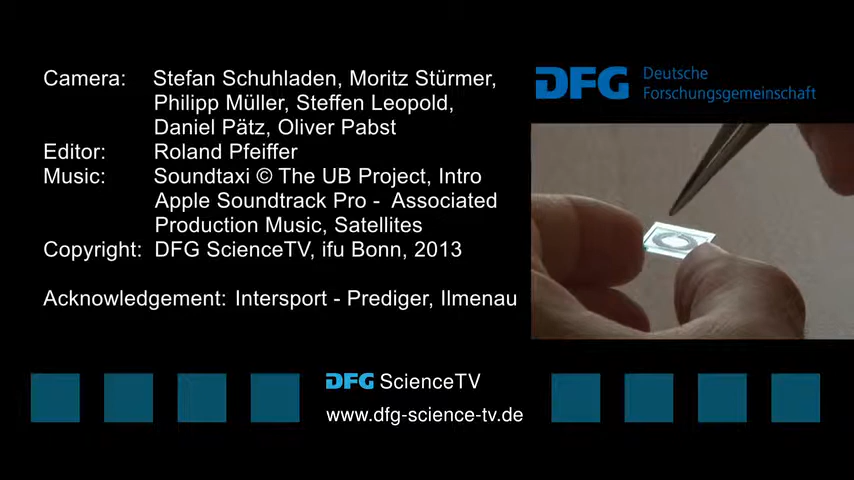 Camera: Stefan Schuhladen, Moritz Stürmer,
Philipp Müller, Steffen Leopold,
Daniel Pätz, Oliver Pabst
Editor: Roland Pfeiffer
Music: Soundtaxi © The UB Project, Intro
Apple Soundtrack Pro - Associated
Production Music, Satellites
Copyright: DFG ScienceTV, ifu Bonn, 2013
Acknowledgement: Intersport - Prediger, Ilmenau
DFG Deutsche
Forschungsgemeinschaft
DFG ScienceTV
www.dfg-science-tv.de